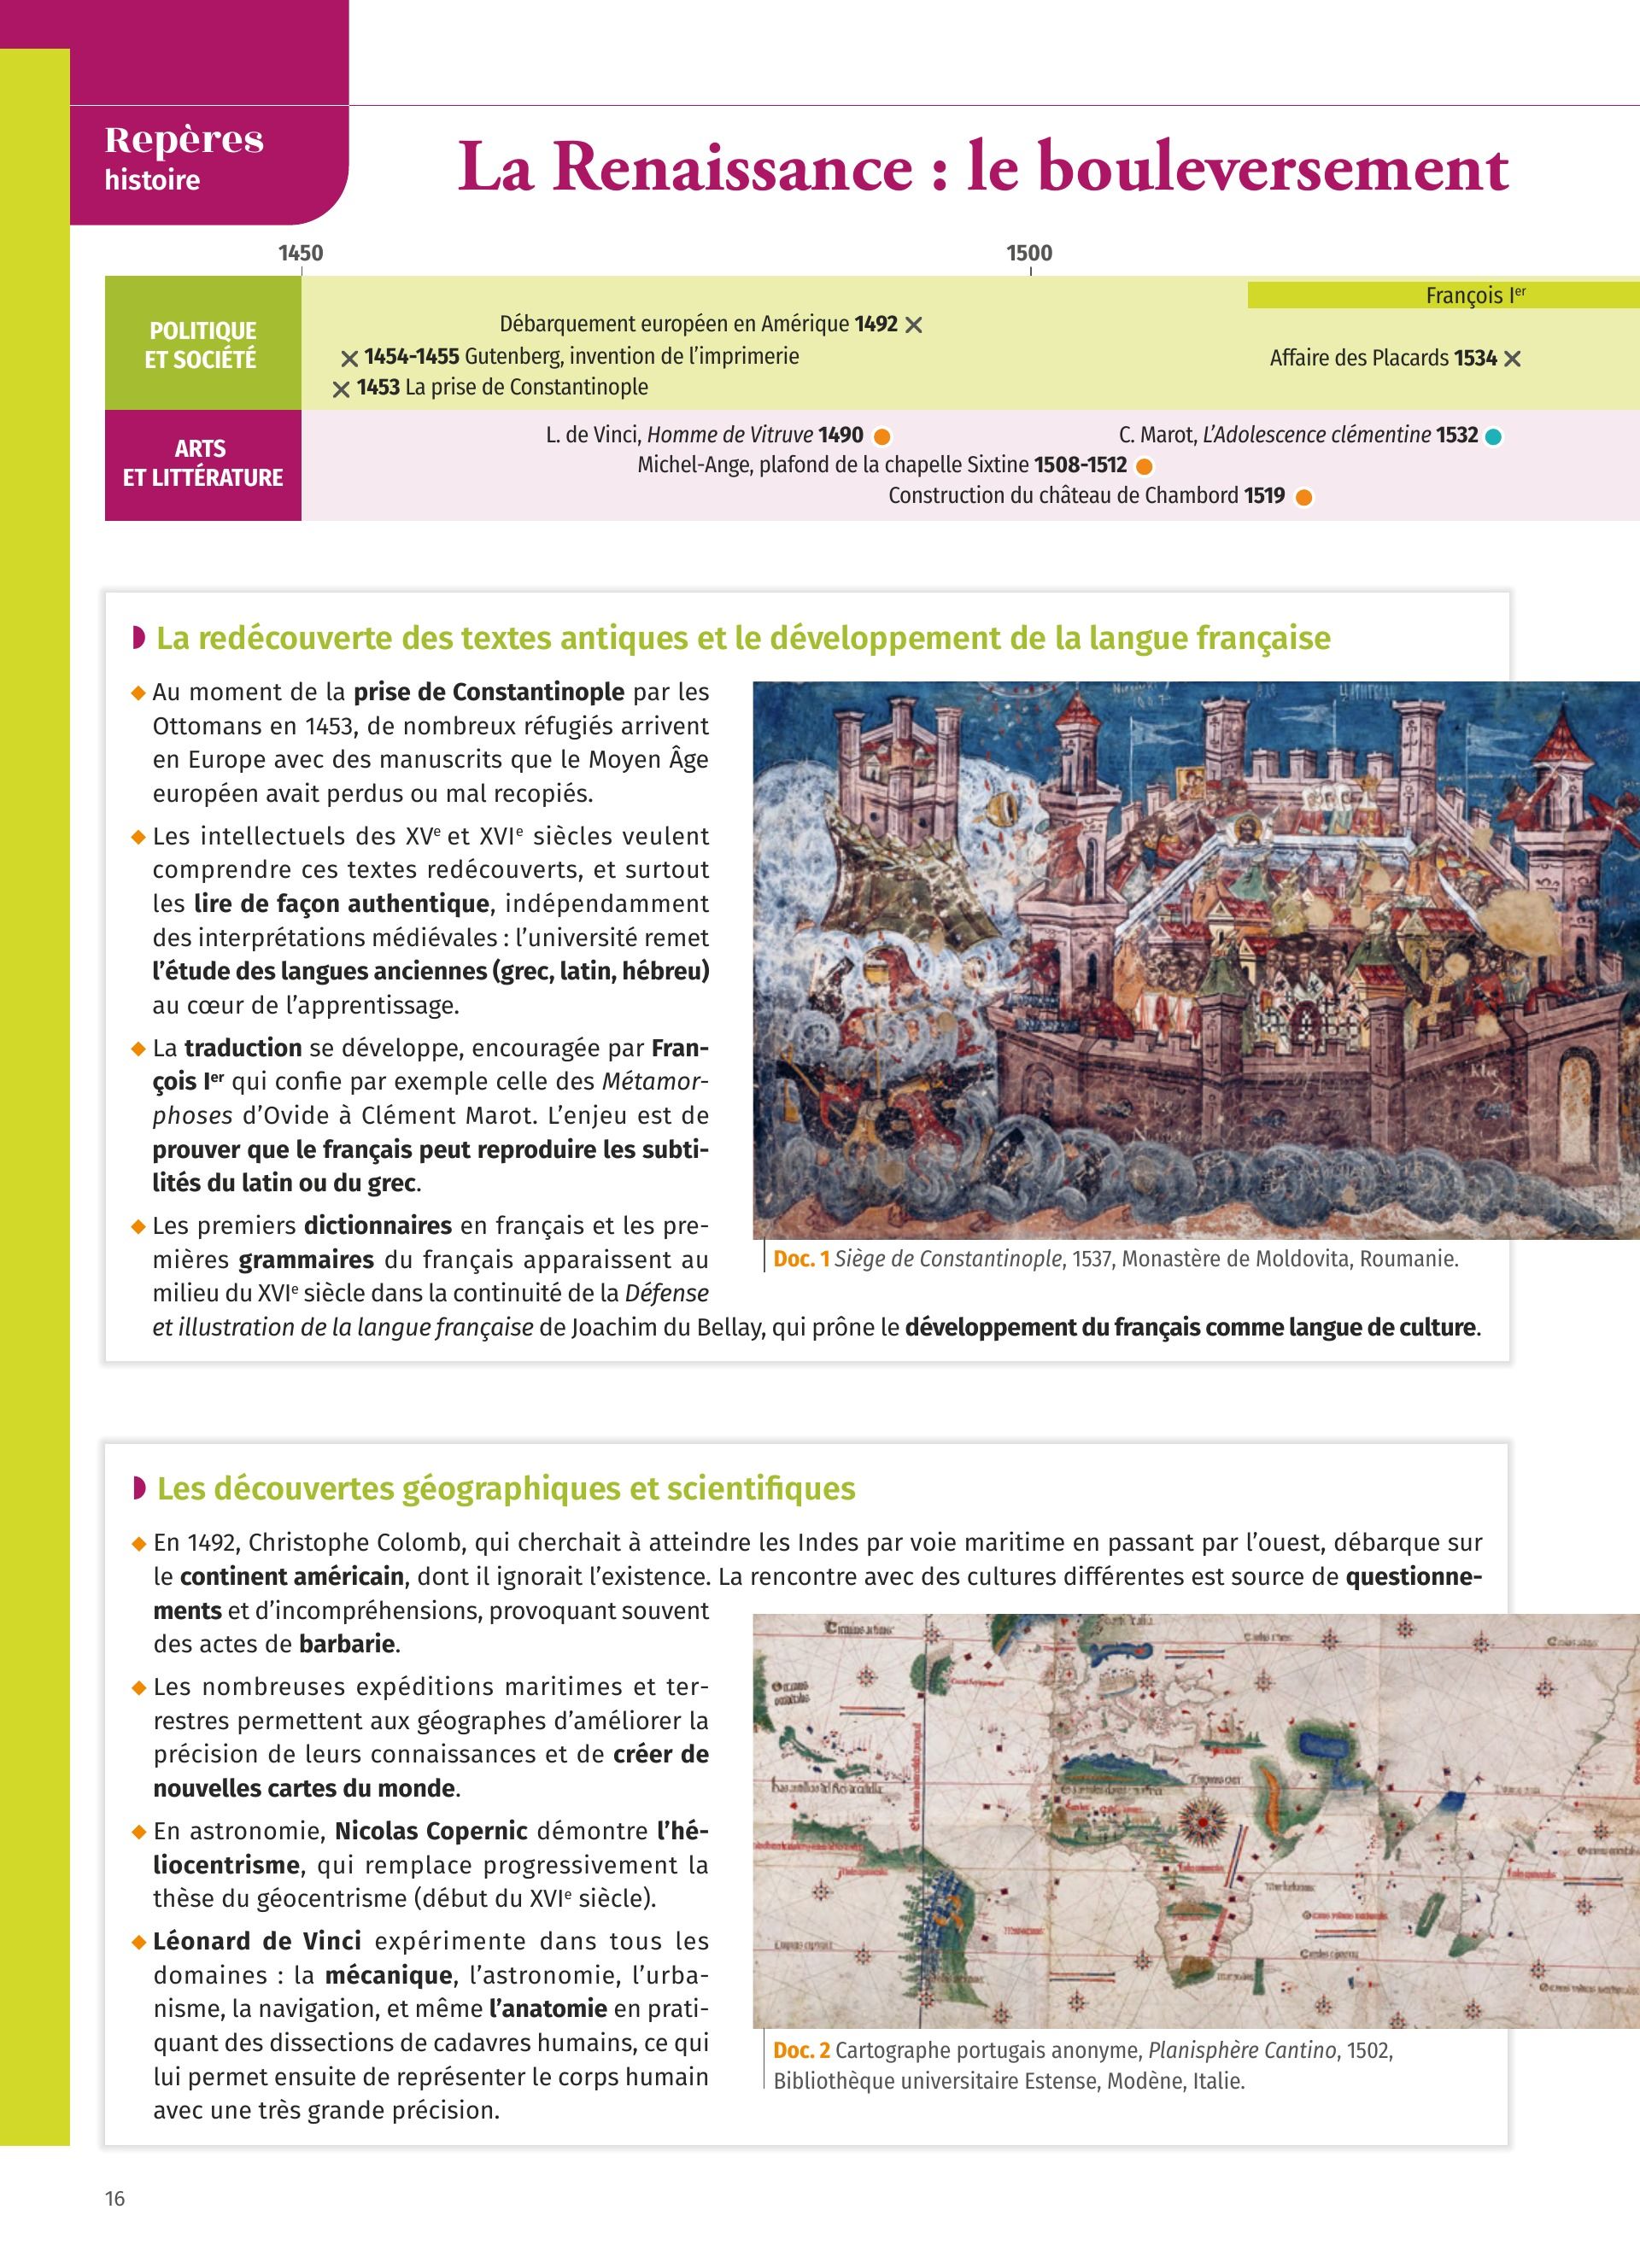 Repères
histoire
La Renaissance : le bouleversement
1450
1500
POLITIQUE
ET SOCIÉTÉ
François Ier
Débarquement européen en Amérique 1492
1454-1455 Gutenberg, invention de l’imprimerie
Affaire des Placards 1534
1453 La prise de Constantinople
ARTS
ET LITTÉRATURE
L. de Vinci, Homme de Vitruve 1490
C. Marot, L’Adolescence clémentine 1532
Michel-Ange, plafond de la chapelle Sixtine 1508-1512
Construction du château de Chambord 1519
La redécouverte des textes antiques et le développement de la langue française
Au moment de la prise de Constantinople par les
Ottomans en 1453, de nombreux réfugiés arrivent
en Europe avec des manuscrits que le Moyen Âge
européen avait perdus ou mal recopiés.
Les intellectuels des XVe et XVIe siècles veulent
comprendre ces textes redécouverts, et surtout
les lire de façon authentique, indépendamment
des interprétations médiévales : l’université remet
l’étude des langues anciennes (grec, latin, hébreu)
au cœur de l’apprentissage.
La traduction se développe, encouragée par Fran-
çois Ier qui confie par exemple celle des Métamor-
phoses d’Ovide à Clément Marot. L’enjeu est de
prouver que le français peut reproduire les subti-
lités du latin ou du grec.
Les premiers dictionnaires en français et les pre-
mières grammaires du français apparaissent au
milieu du XVIe siècle dans la continuité de la Défense
et illustration de la langue française de Joachim du Bellay, qui prône le développement du français comme langue de culture.
Doc. 1 Siège de Constantinople, 1537, Monastère de Moldovita, Roumanie.
Les découvertes géographiques et scientifiques
En 1492, Christophe Colomb, qui cherchait à atteindre les Indes par voie maritime en passant par l’ouest, débarque sur
le continent américain, dont il ignorait l’existence. La rencontre avec des cultures différentes est source de questionne-
ments et d’incompréhensions, provoquant souvent
des actes de barbarie.
Les nombreuses expéditions maritimes et ter-
restres permettent aux géographes d’améliorer la
précision de leurs connaissances et de créer de
nouvelles cartes du monde.
En astronomie, Nicolas Copernic démontre l’hé-
liocentrisme, qui remplace progressivement la
thèse du géocentrisme (début du XVIe siècle).
Léonard de Vinci expérimente dans tous les
domaines : la mécanique, l’astronomie, l’urba-
nisme, la navigation, et même l’anatomie en prati-
quant des dissections de cadavres humains, ce qui
lui permet ensuite de représenter le corps humain
avec une très grande précision.
Doc. 2 Cartographe portugais anonyme, Planisphère Cantino, 1502,
Bibliothèque universitaire Estense, Modène, Italie.
16